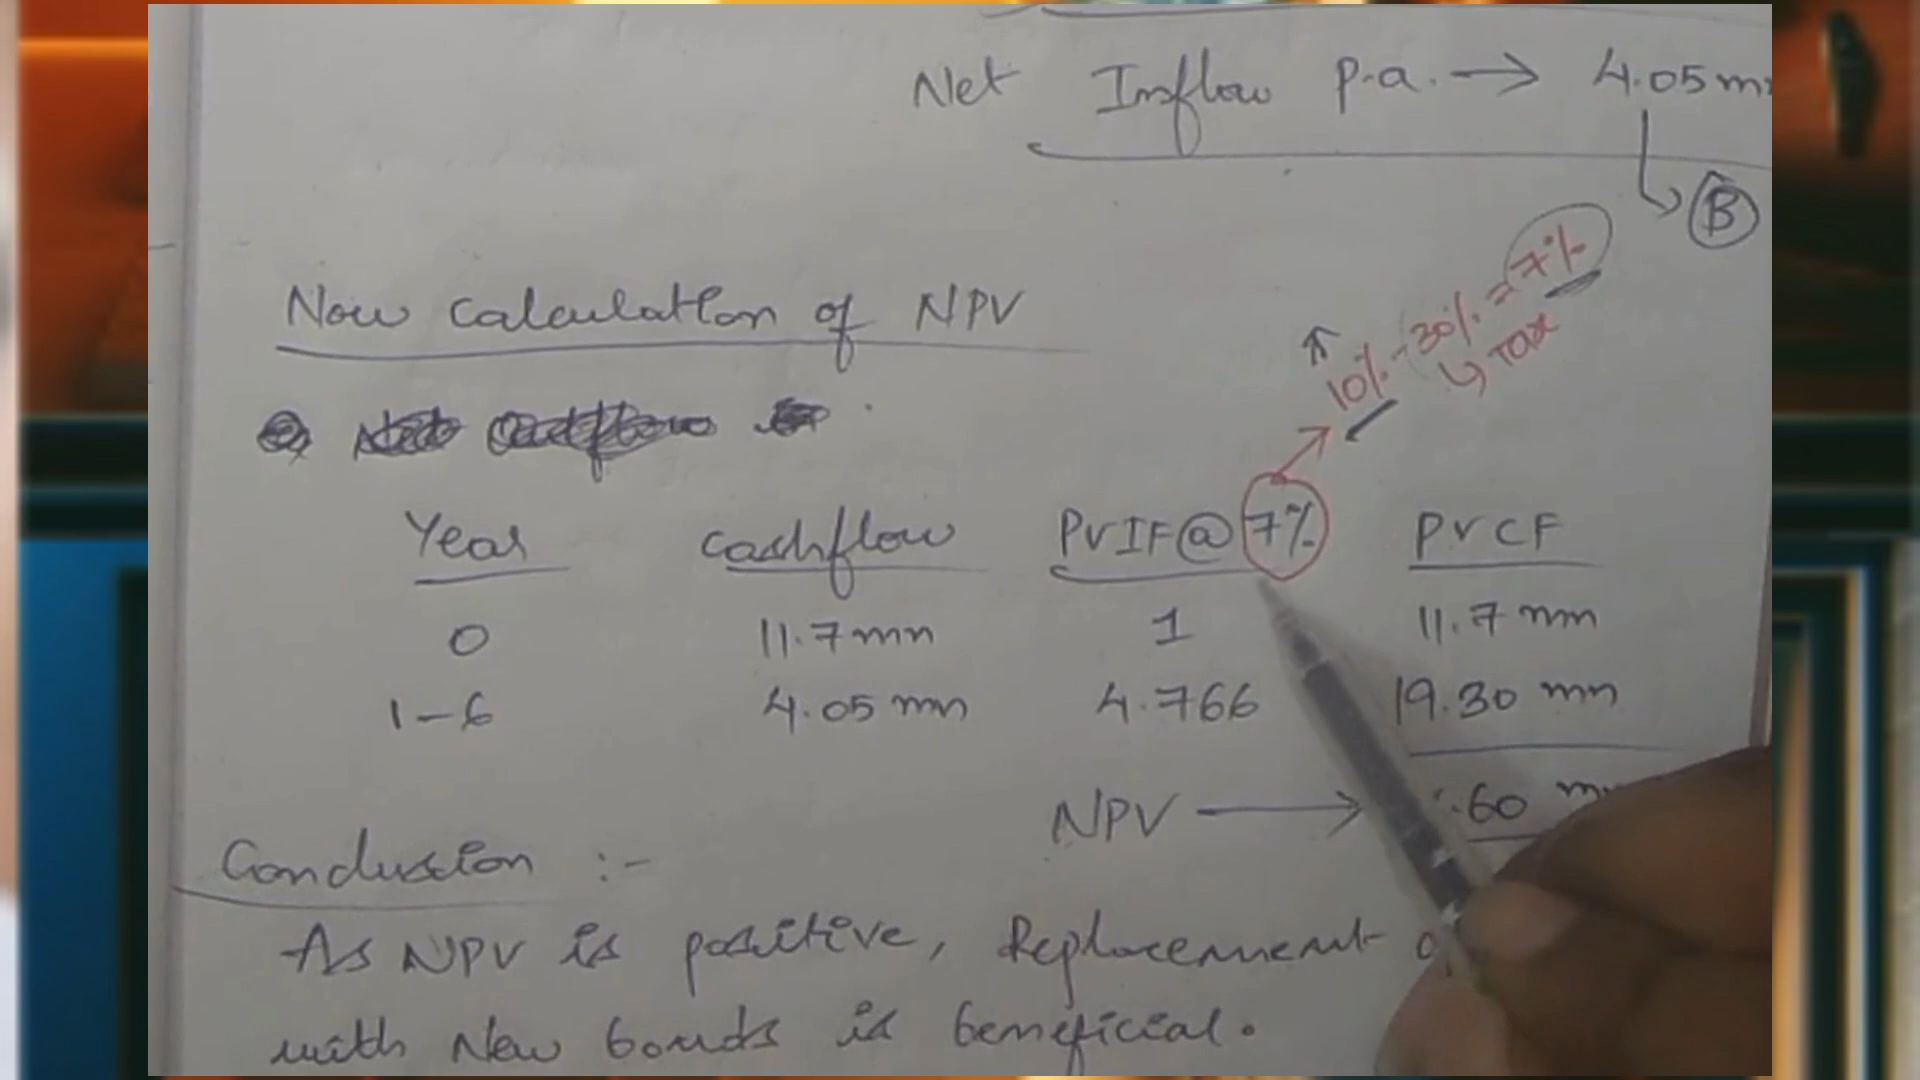 Net Inflow p.a. → 4.05 m
B
Now Calculation of NPV
10% - 30% = 7%
↳ Tax
Year Cashflow PVIF@ 7% PVCF
0 11.7 mn 1 11.7 mn
1-6 4.05 mn 4.766 19.30 mn
NPV → .60
Conclusion :-
As NPV is positive, Replacement
with New bonds is beneficial.